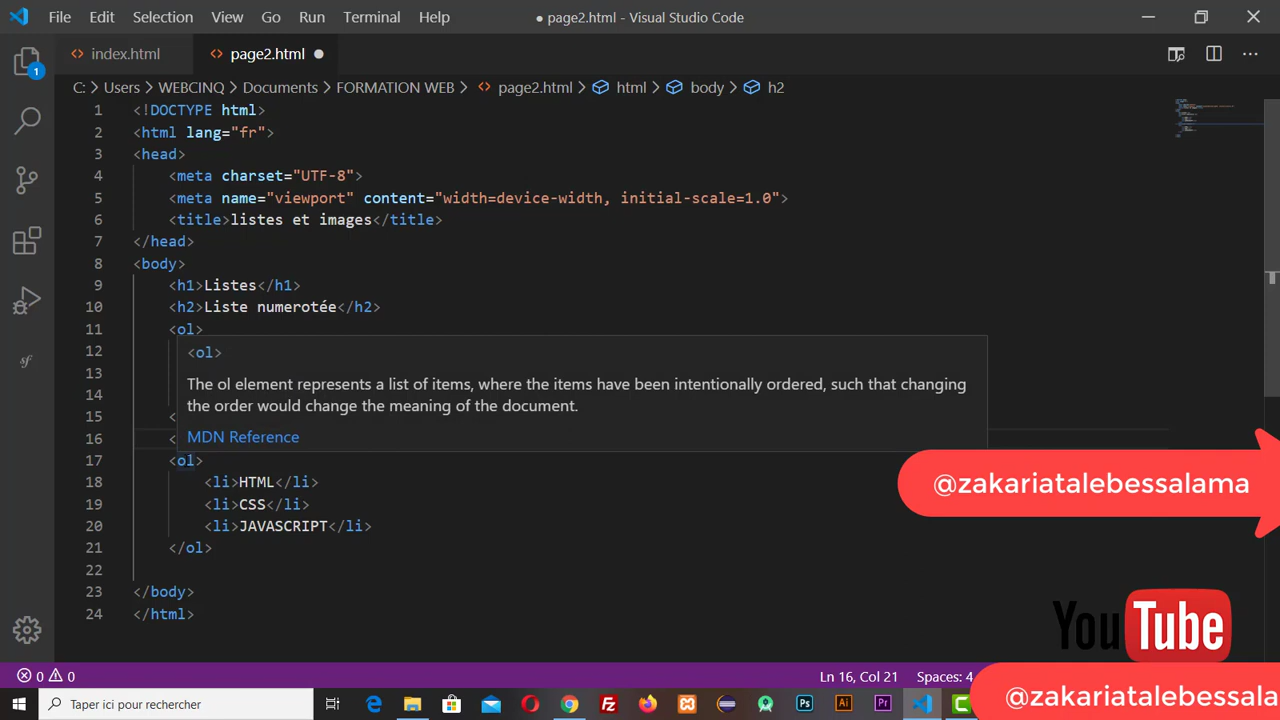 File Edit Selection View Go Run Terminal Help ● page2.html - Visual Studio Code
index.html page2.html ●
C: > Users > WEBCINQ > Documents > FORMATION WEB > page2.html > html > body > h2
1 <!DOCTYPE html>
2 <html lang="fr">
3 <head>
4 <meta charset="UTF-8">
5 <meta name="viewport" content="width=device-width, initial-scale=1.0">
6 <title>listes et images</title>
7 </head>
8 <body>
9 <h1>Listes</h1>
10 <h2>Liste numerotée</h2>
11 <ol>
12 <ol>
13 The ol element represents a list of items, where the items have been intentionally ordered, such that changing
14 the order would change the meaning of the document.
15 <
MDN Reference
16 <
17 <ol>
18 <li>HTML</li>
19 <li>CSS</li>
20 <li>JAVASCRIPT</li>
21 </ol>
22
23 </body>
24 </html>
1
sf
@zakariatalebessalama
YouTube
0 0 Ln 16, Col 21 Spaces: 4
@zakariatalebessala
Taper ici pour rechercher
Fz Ps Ai Pr C